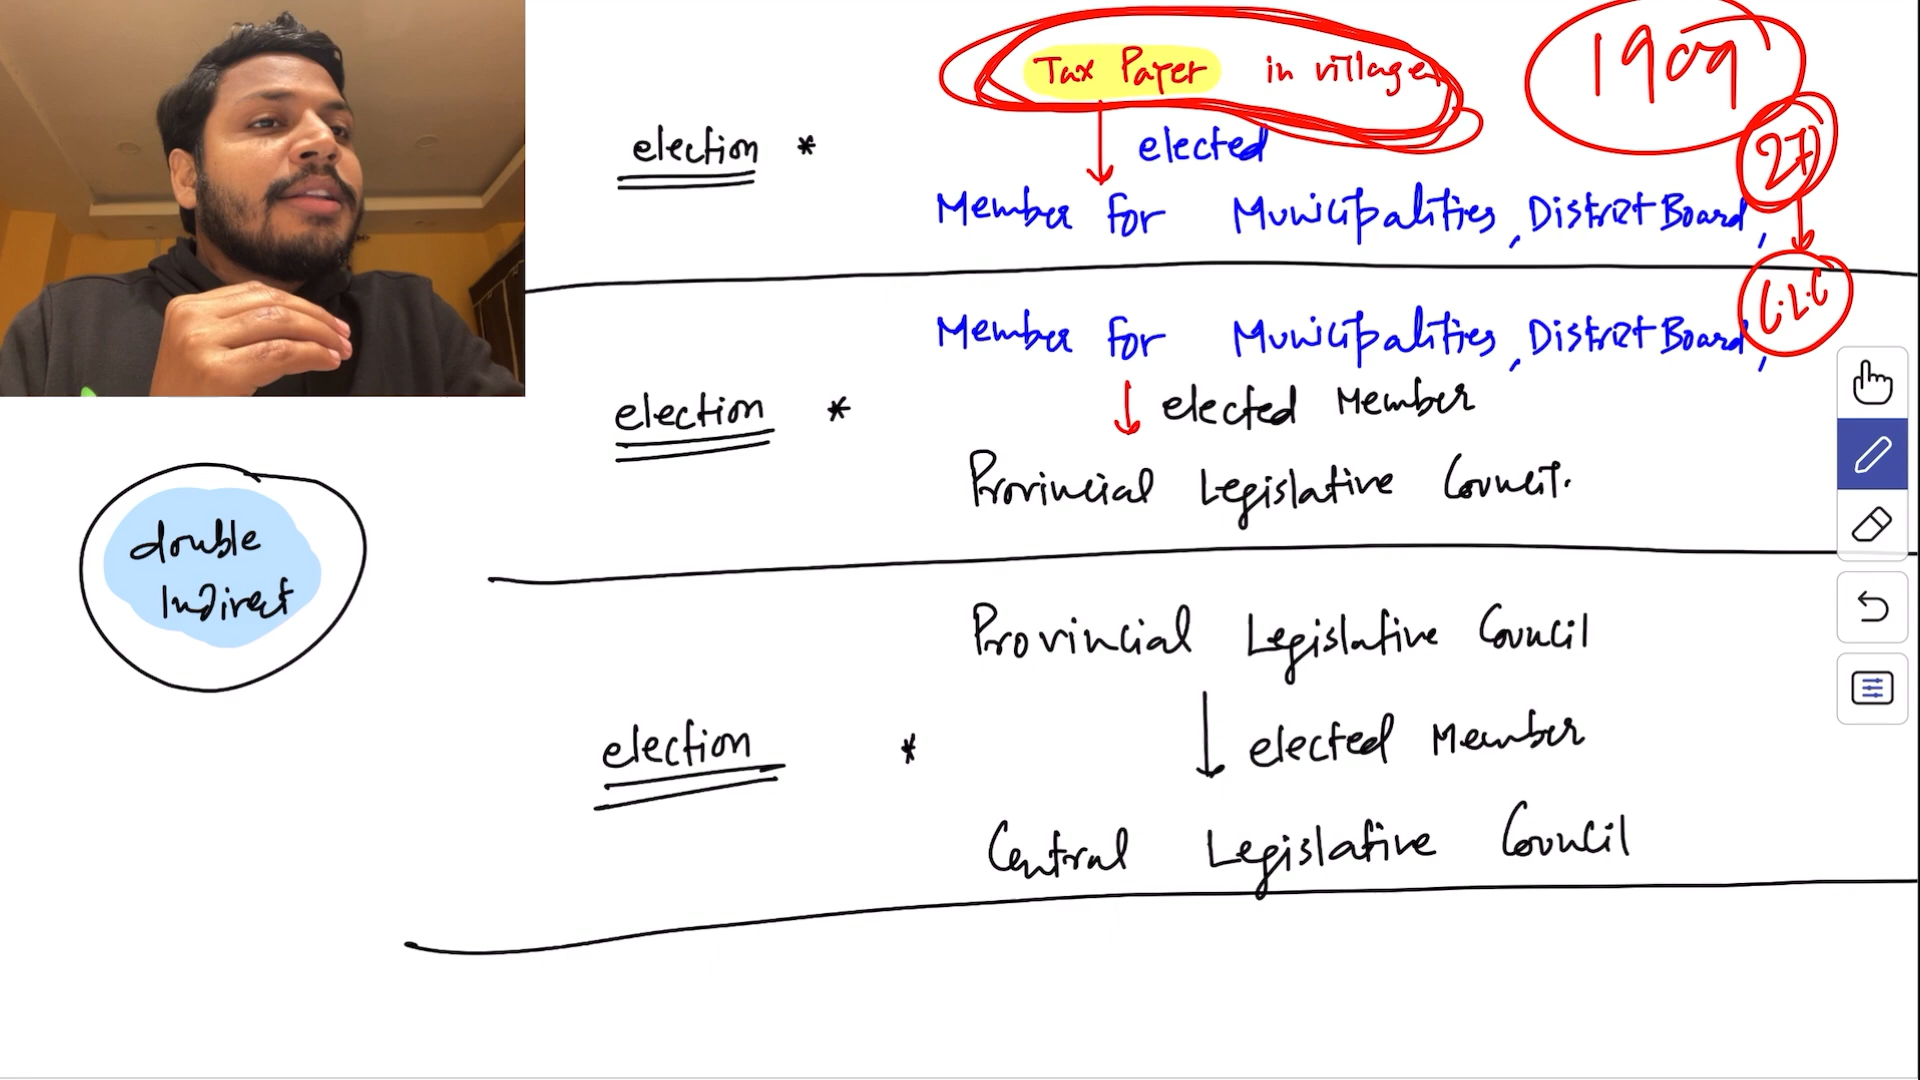 Tax Payer in villages
1909
election *
elected
27
Member for Municipalities, District Board,
C.L.C
Member for Municipalities, District Board,
election *
elected Member
Provincial Legislative Council.
double
Indirect
Provincial Legislative Council
election *
elected Member
Central Legislative Council